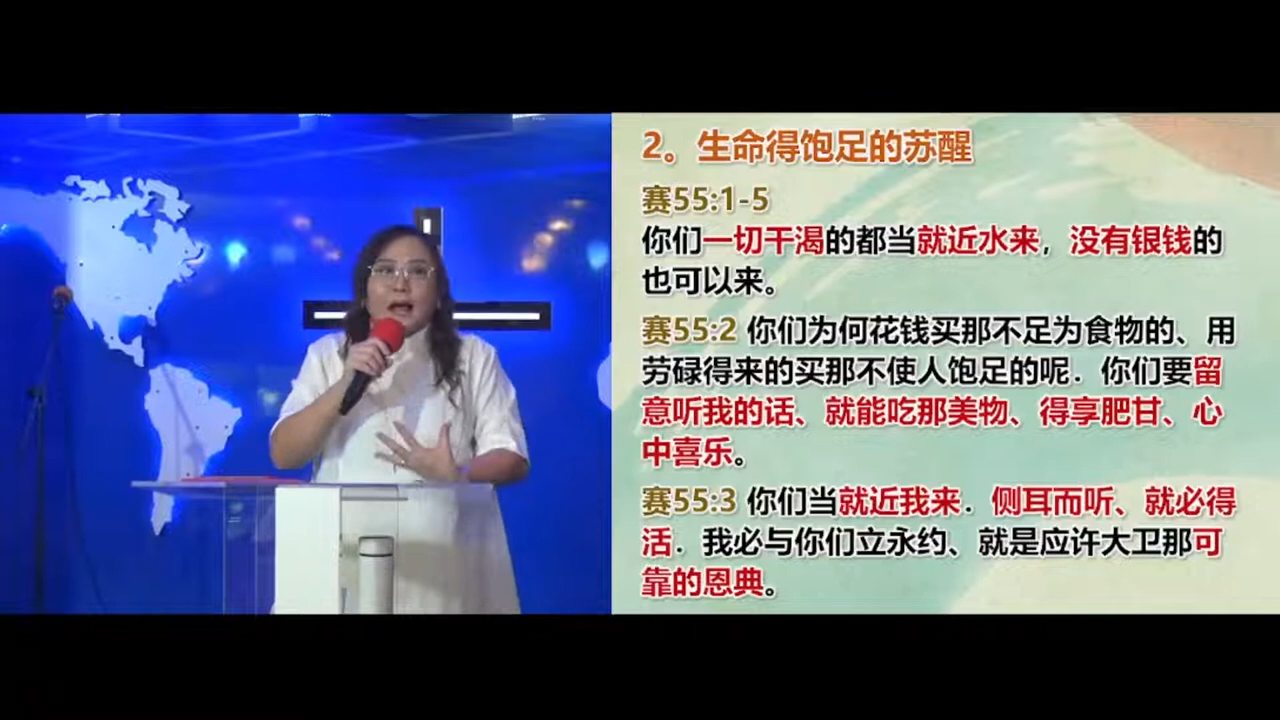 2。生命得饱足的苏醒
赛55:1-5
你们一切干渴的都当就近水来，没有银钱的
也可以来。
赛55:2 你们为何花钱买那不足为食物的、用
劳碌得来的买那不使人饱足的呢．你们要留
意听我的话、就能吃那美物、得享肥甘、心
中喜乐。
赛55:3 你们当就近我来．侧耳而听、就必得
活．我必与你们立永约、就是应许大卫那可
靠的恩典。